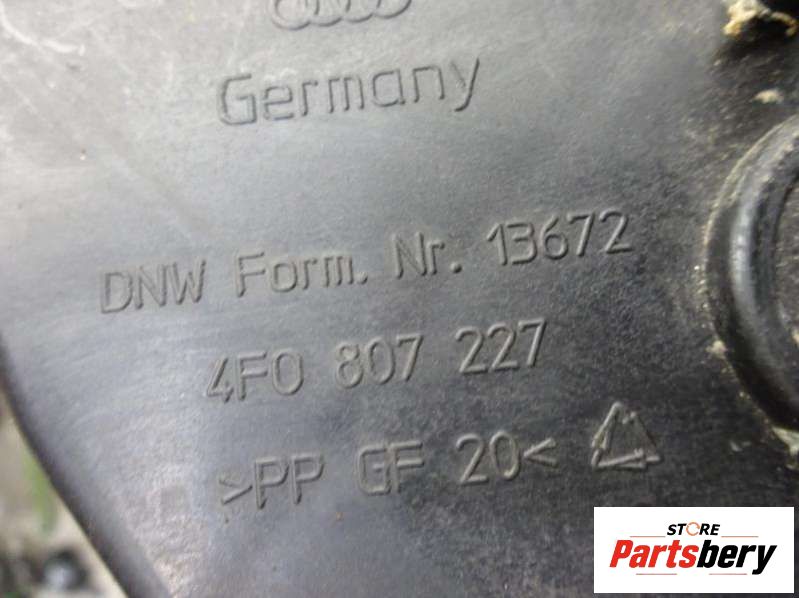 Germany
DNW Form. Nr. 13672
4F0 807 227
>PP GF 20<
STORE
Partsbery